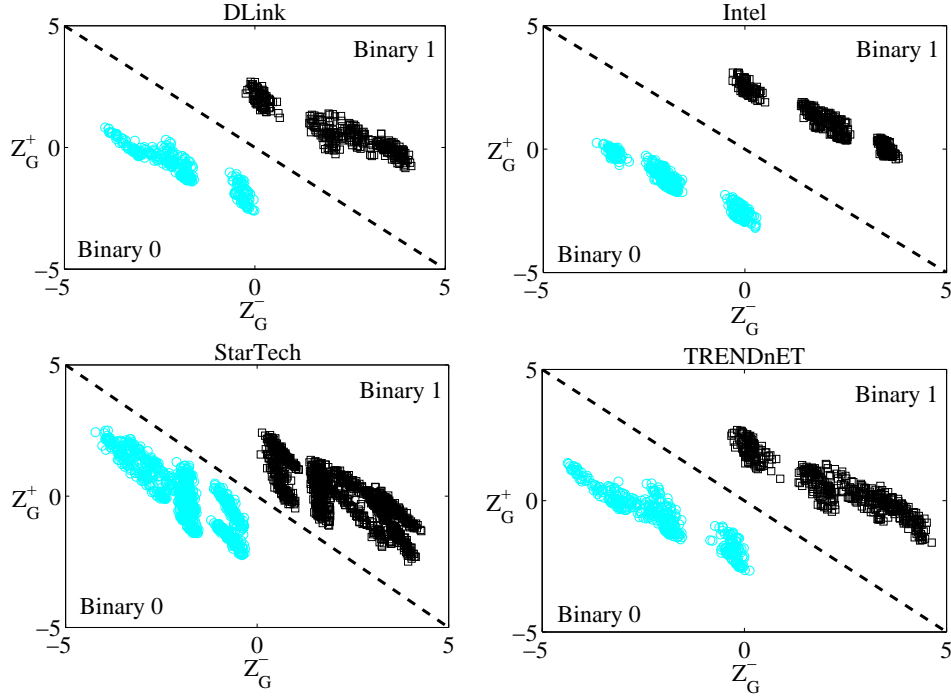 DLink
5
Binary 1
Z_G^+
0
Binary 0
−5
−5
0
5
Z_G^−
Intel
5
Binary 1
Z_G^+
0
Binary 0
−5
−5
0
5
Z_G^−
StarTech
5
Binary 1
Z_G^+
0
Binary 0
−5
−5
0
5
Z_G^−
TRENDnET
5
Binary 1
Z_G^+
0
Binary 0
−5
−5
0
5
Z_G^−